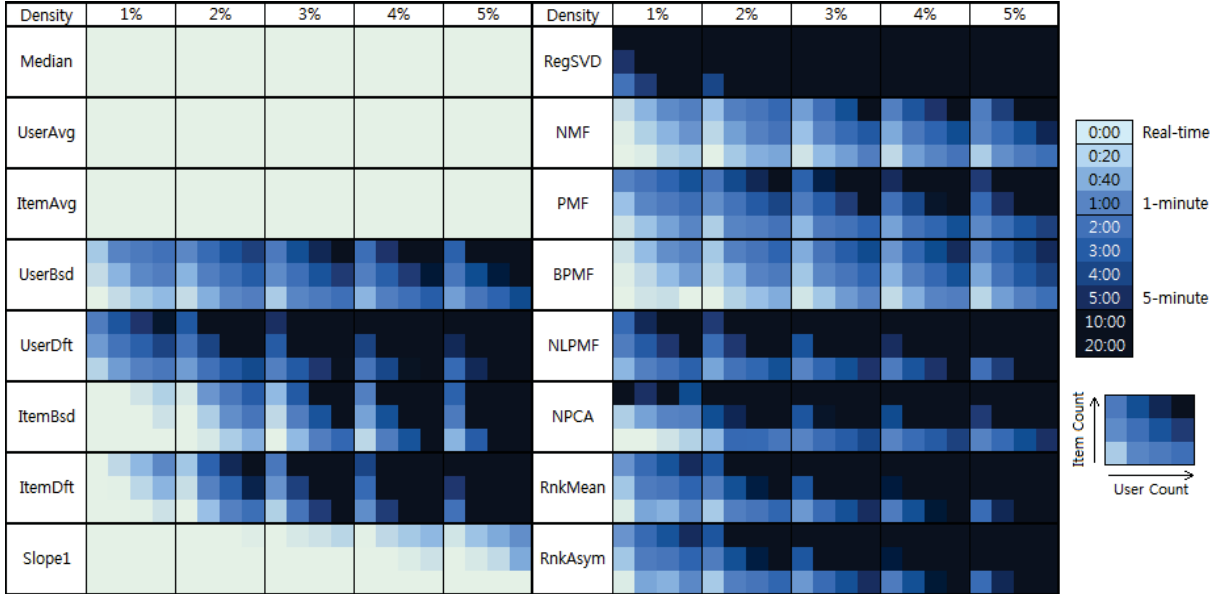 Density 1% 2% 3% 4% 5% Density 1% 2% 3% 4% 5%
Median RegSVD
UserAvg NMF
ItemAvg PMF
UserBsd BPMF
UserDft NLPMF
ItemBsd NPCA
ItemDft RnkMean
Slope1 RnkAsym
0:00 Real-time
0:20
0:40
1:00 1-minute
2:00
3:00
4:00
5:00 5-minute
10:00
20:00
Item Count
User Count